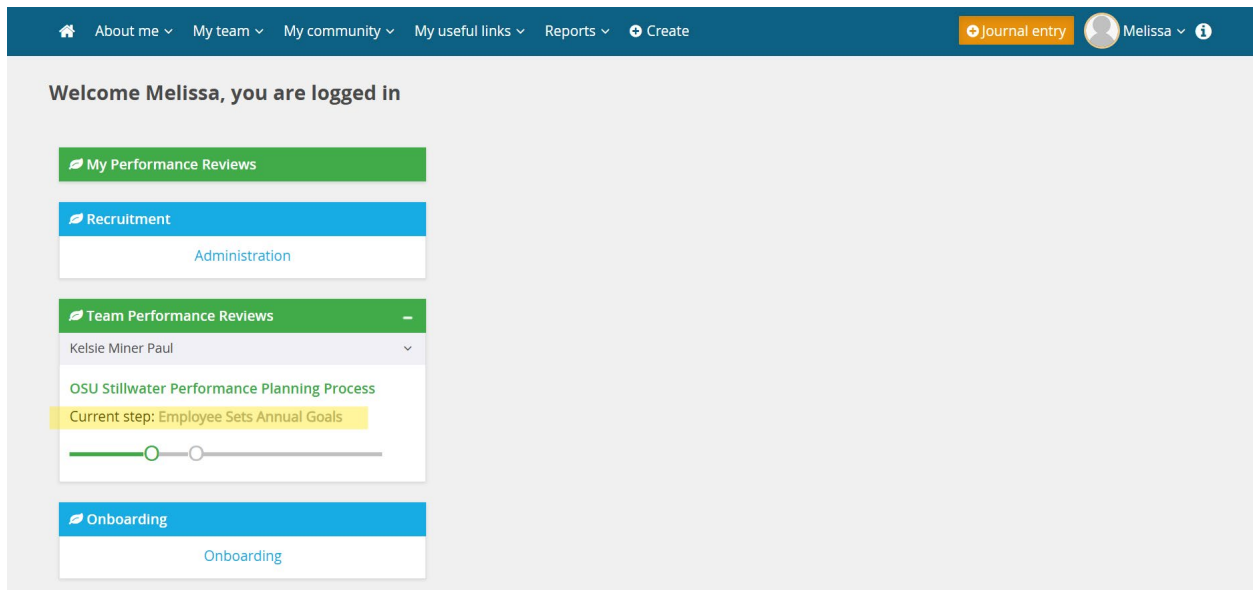 About me My team My community My useful links Reports Create Journal entry Melissa
Welcome Melissa, you are logged in
My Performance Reviews
Recruitment
Administration
Team Performance Reviews
Kelsie Miner Paul
OSU Stillwater Performance Planning Process
Current step: Employee Sets Annual Goals
Onboarding
Onboarding